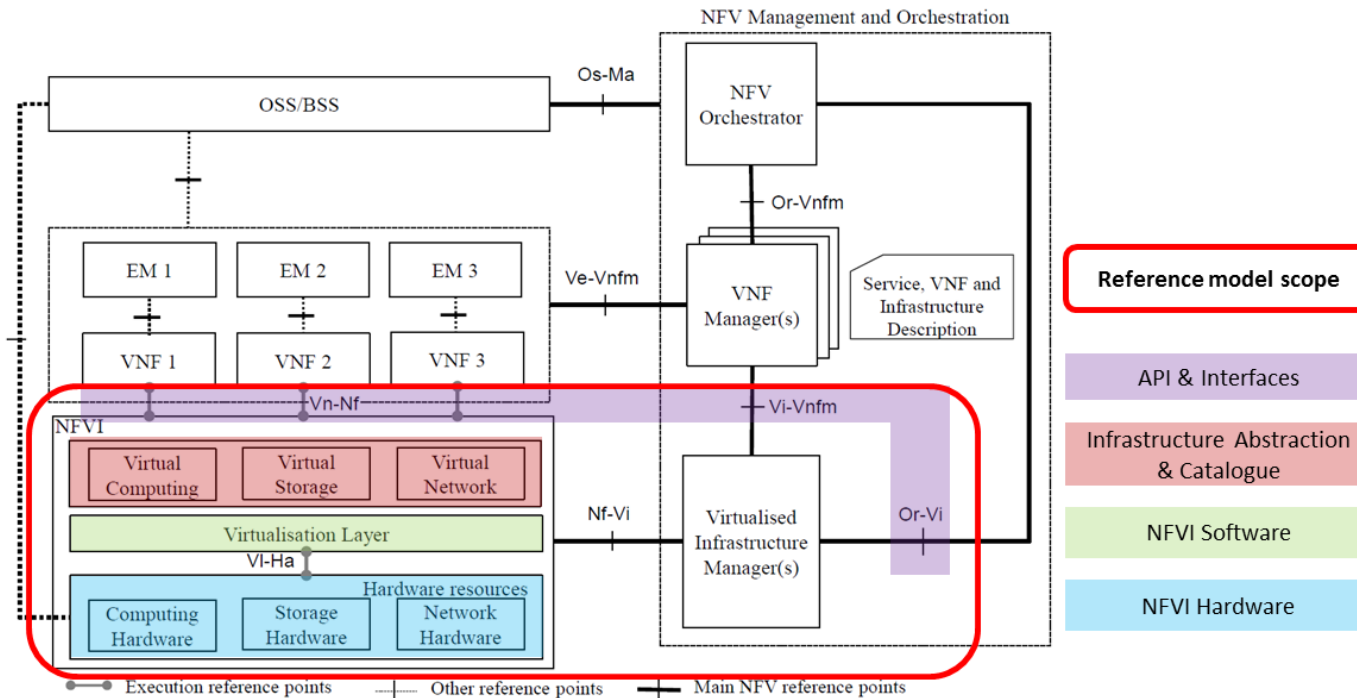 NFV Management and Orchestration
Os-Ma
OSS/BSS
NFV
Orchestrator
Or-Vnfm
EM 1
EM 2
EM 3
Ve-Vnfm
VNF
Manager(s)
Service, VNF and
Infrastructure
Description
VNF 1
VNF 2
VNF 3
Vn-Nf
Vi-Vnfm
NFVI
Virtual
Computing
Virtual
Storage
Virtual
Network
Nf-Vi
Virtualised
Infrastructure
Manager(s)
Or-Vi
Virtualisation Layer
VI-Ha
Hardware resources
Computing
Hardware
Storage
Hardware
Network
Hardware
Execution reference points
Other reference points
Main NFV reference points
Reference model scope
API & Interfaces
Infrastructure Abstraction
& Catalogue
NFVI Software
NFVI Hardware